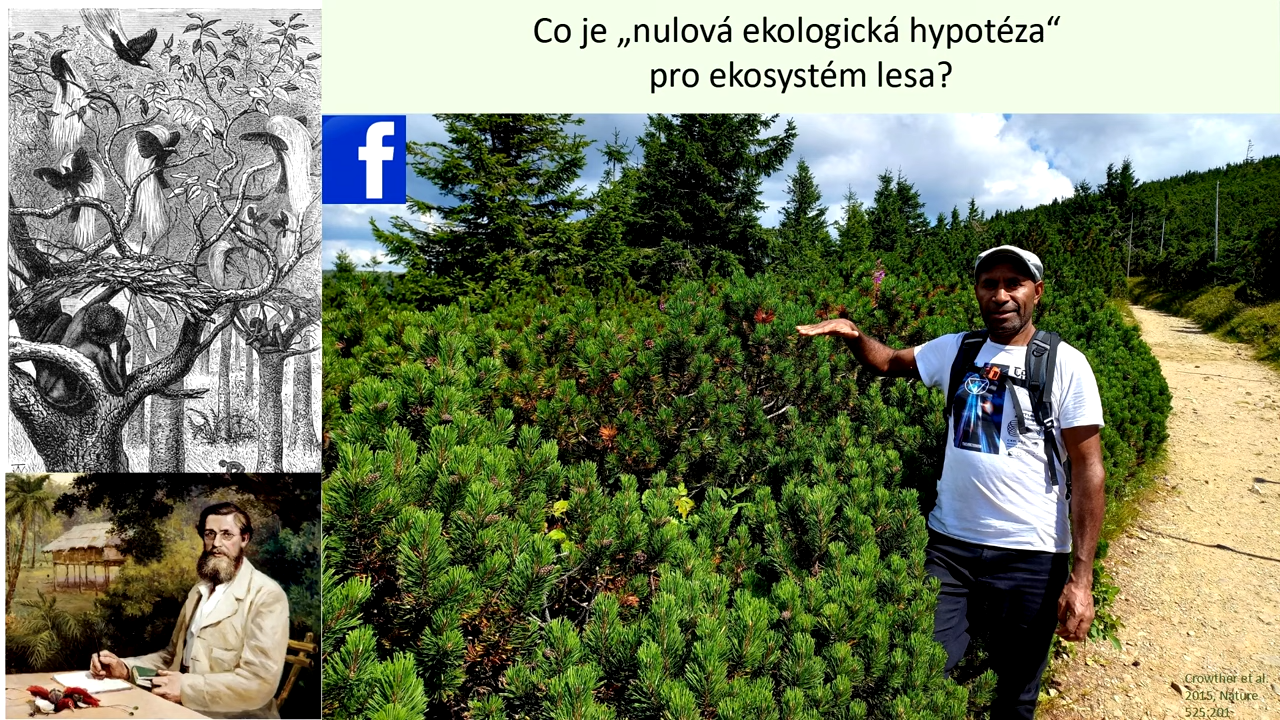 Co je „nulová ekologická hypotéza“
pro ekosystém lesa?
f
Crowther et al.
2015, Nature
525:201